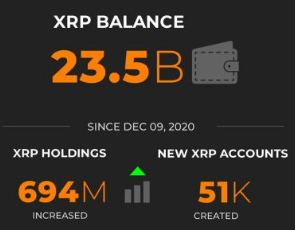 XRP BALANCE
23.5B
SINCE DEC 09, 2020
XRP HOLDINGS
NEW XRP ACCOUNTS
694M
51K
INCREASED
CREATED